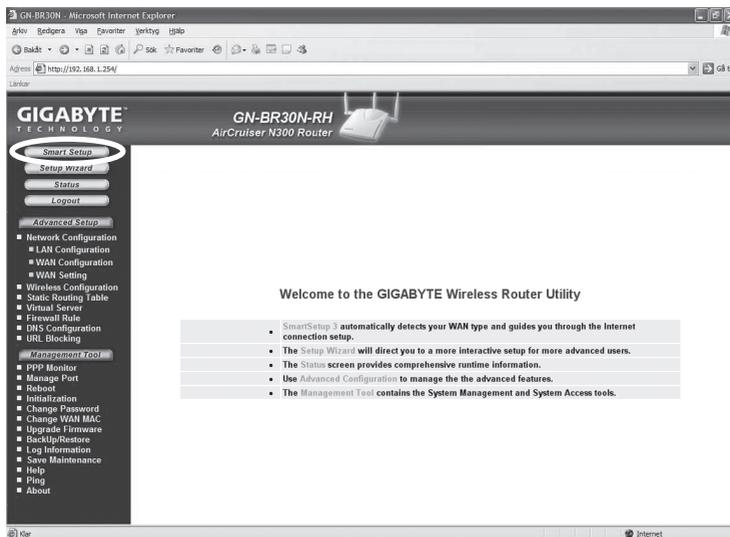 GN-BR30N - Microsoft Internet Explorer
Arkiv Redigera Visa Favoriter Verktyg Hjälp
Bakåt Sök Favoriter
Adress http://192.168.1.254/ Gå t
Länkar
GIGABYTE™
TECHNOLOGY
GN-BR30N-RH
AirCruiser N300 Router
Smart Setup
Setup Wizard
Status
Logout
Advanced Setup
Network Configuration
LAN Configuration
WAN Configuration
WAN Setting
Wireless Configuration
Static Routing Table
Virtual Server
Firewall Rule
DNS Configuration
URL Blocking
Management Tool
PPP Monitor
Manage Port
Reboot
Initialization
Change Password
Change WAN MAC
Upgrade Firmware
BackUp/Restore
Log Information
Save Maintenance
Help
Ping
About
Welcome to the GIGABYTE Wireless Router Utility
SmartSetup 3 automatically detects your WAN type and guides you through the Internet
connection setup.
The Setup Wizard will direct you to a more interactive setup for more advanced users.
The Status screen provides comprehensive runtime information.
Use Advanced Configuration to manage the the advanced features.
The Management Tool contains the System Management and System Access tools.
Klar
Internet